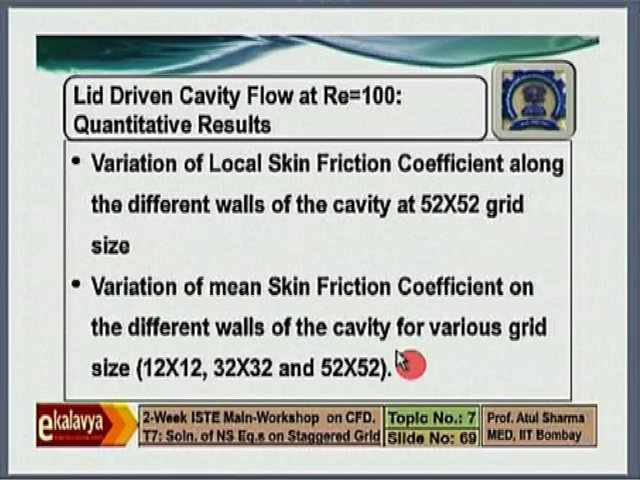 Lid Driven Cavity Flow at Re=100:
Quantitative Results
• Variation of Local Skin Friction Coefficient along
the different walls of the cavity at 52X52 grid
size
• Variation of mean Skin Friction Coefficient on
the different walls of the cavity for various grid
size (12X12, 32X32 and 52X52).
ekalavya
2-Week ISTE Main-Workshop on CFD.
T7: Soln. of NS Eq.s on Staggered Grid
Topic No.: 7
Slide No: 69
Prof. Atul Sharma
MED, IIT Bombay